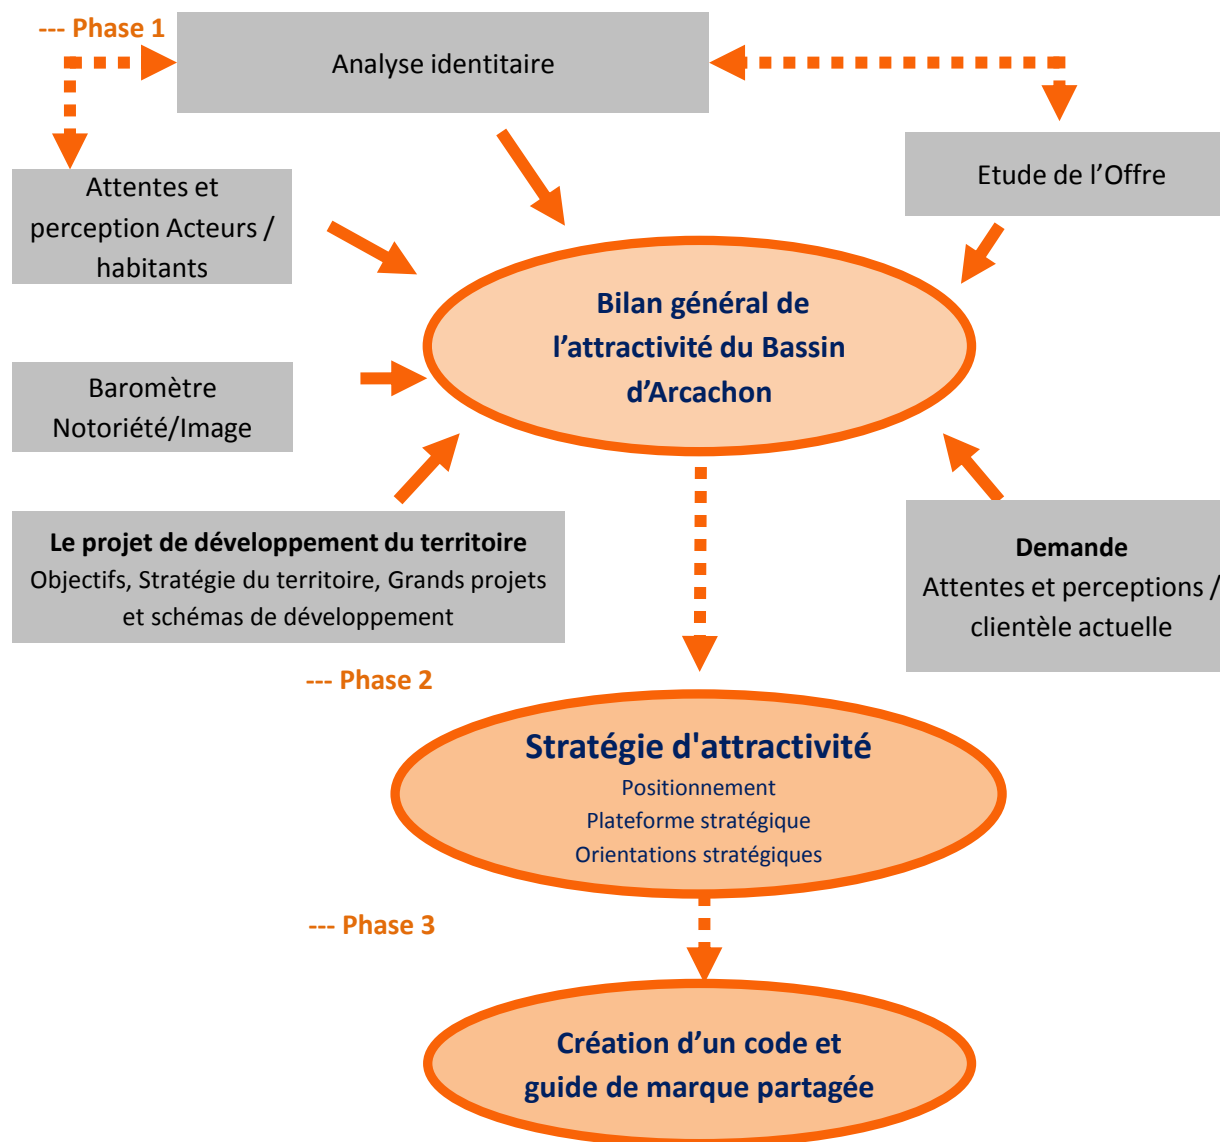 --- Phase 1
Analyse identitaire
Attentes et
perception Acteurs /
habitants
Etude de l’Offre
Bilan général de
l’attractivité du Bassin
d’Arcachon
Baromètre
Notoriété/Image
Le projet de développement du territoire
Objectifs, Stratégie du territoire, Grands projets
et schémas de développement
Demande
Attentes et perceptions /
clientèle actuelle
--- Phase 2
Stratégie d'attractivité
Positionnement
Plateforme stratégique
Orientations stratégiques
--- Phase 3
Création d’un code et
guide de marque partagée